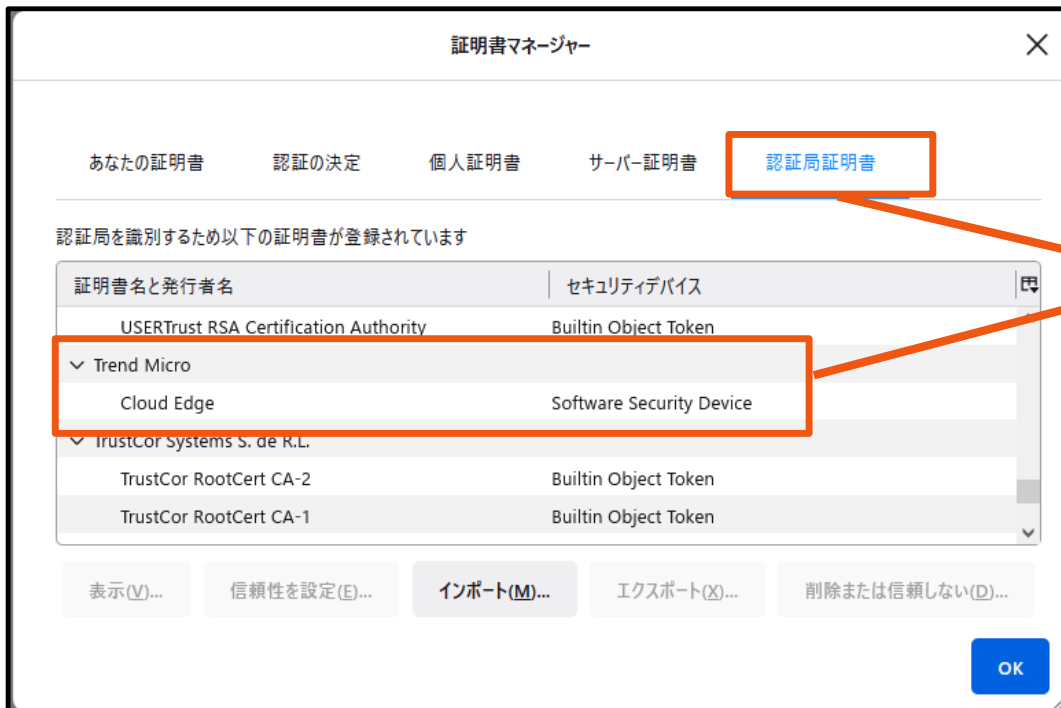 証明書マネージャー
あなたの証明書 認証の決定 個人証明書 サーバー証明書 認証局証明書
認証局を識別するため以下の証明書が登録されています
証明書名と発行者名 セキュリティデバイス
USERTrust RSA Certification Authority Builtin Object Token
Trend Micro
Cloud Edge Software Security Device
TrustCor Systems S. de R.L.
TrustCor RootCert CA-2 Builtin Object Token
TrustCor RootCert CA-1 Builtin Object Token
表示(V)... 信頼性を設定(E)... インポート(M)... エクスポート(X)... 削除または信頼しない(D)...
OK